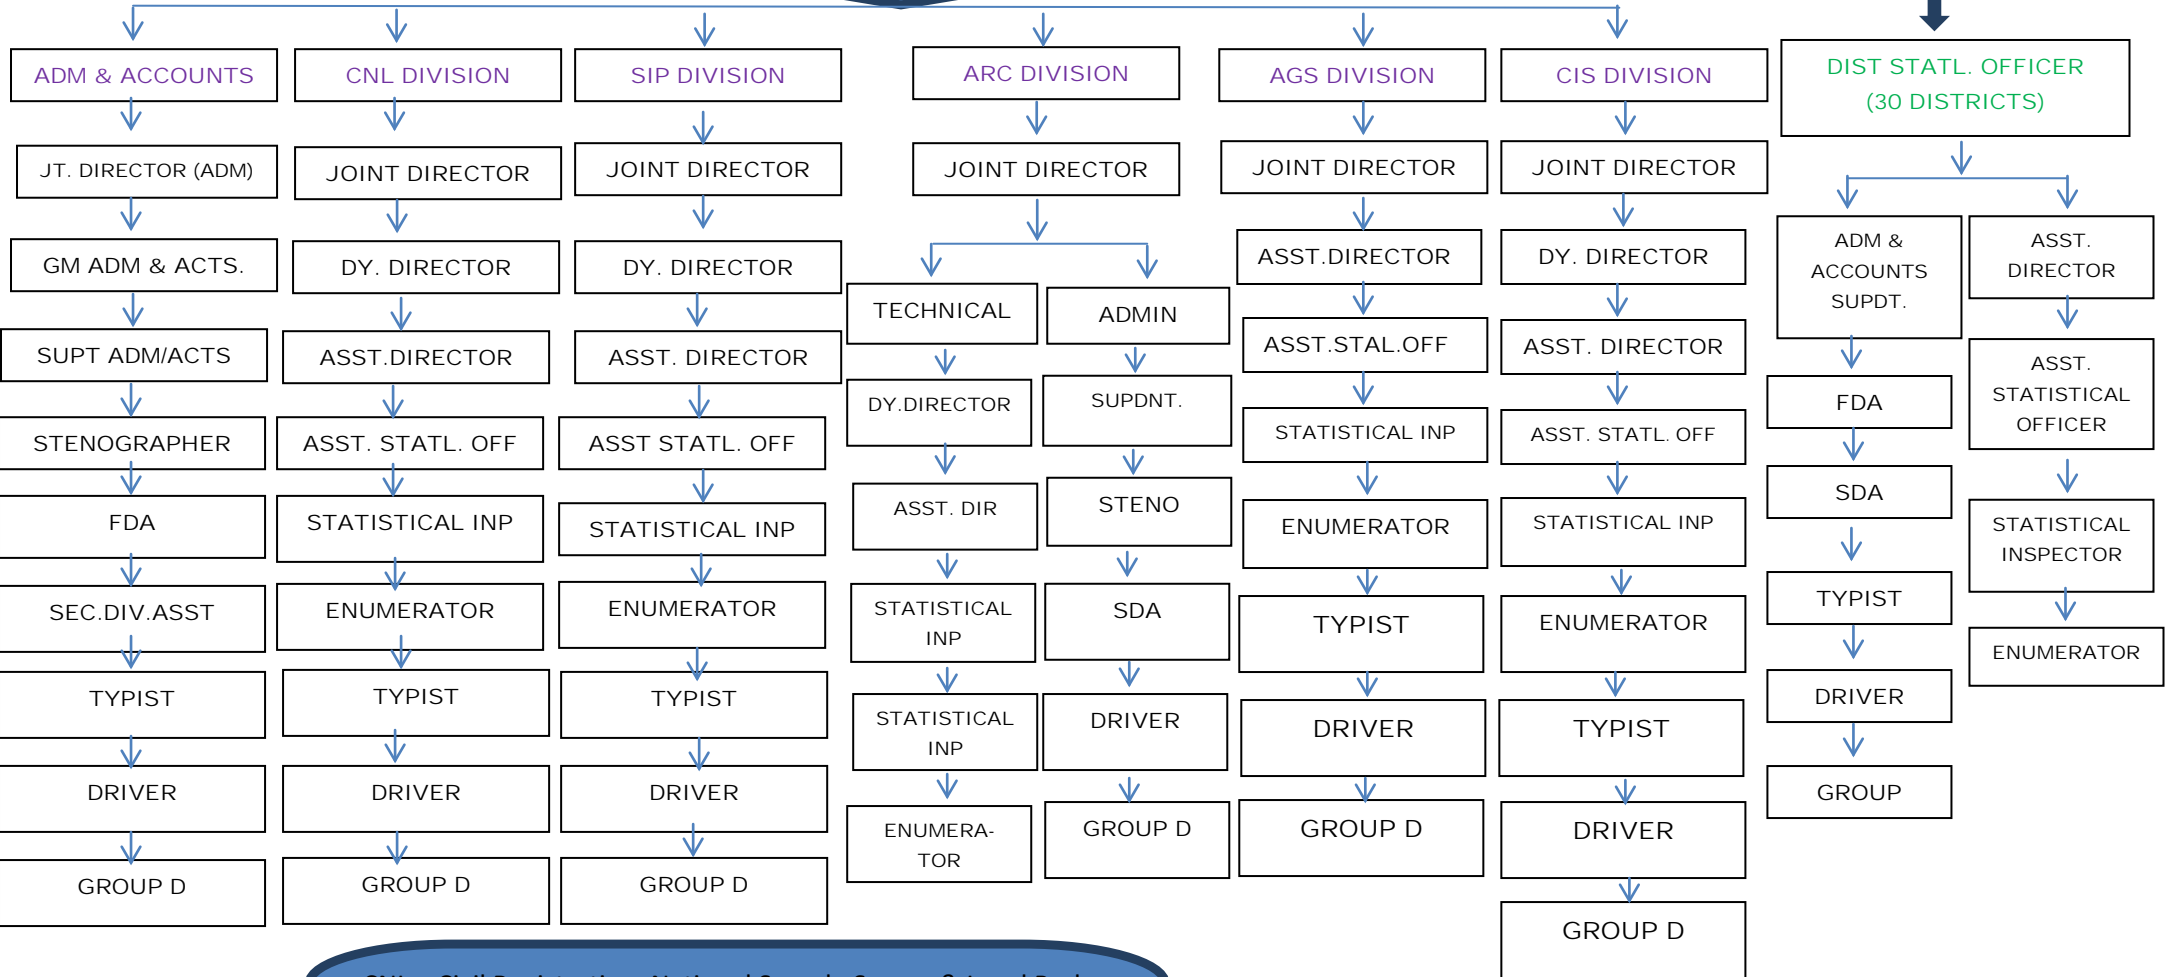 ADM & ACCOUNTS
JT. DIRECTOR (ADM)
GM ADM & ACTS.
SUPT ADM/ACTS
STENOGRAPHER
FDA
SEC.DIV.ASST
TYPIST
DRIVER
GROUP D
CNL DIVISION
JOINT DIRECTOR
DY. DIRECTOR
ASST.DIRECTOR
ASST. STATL. OFF
STATISTICAL INP
ENUMERATOR
TYPIST
DRIVER
GROUP D
SIP DIVISION
JOINT DIRECTOR
DY. DIRECTOR
ASST. DIRECTOR
ASST STATL. OFF
STATISTICAL INP
ENUMERATOR
TYPIST
DRIVER
GROUP D
ARC DIVISION
JOINT DIRECTOR
TECHNICAL
DY.DIRECTOR
ASST. DIR
STATISTICAL
INP
STATISTICAL
INP
ENUMERA-
TOR
ADMIN
SUPDNT.
STENO
SDA
DRIVER
GROUP D
AGS DIVISION
JOINT DIRECTOR
ASST.DIRECTOR
ASST.STAL.OFF
STATISTICAL INP
ENUMERATOR
TYPIST
DRIVER
GROUP D
CIS DIVISION
JOINT DIRECTOR
DY. DIRECTOR
ASST. DIRECTOR
ASST. STATL. OFF
STATISTICAL INP
ENUMERATOR
TYPIST
DRIVER
GROUP D
DIST STATL. OFFICER
(30 DISTRICTS)
ADM &
ACCOUNTS
SUPDT.
FDA
SDA
TYPIST
DRIVER
GROUP
ASST.
DIRECTOR
ASST.
STATISTICAL
OFFICER
STATISTICAL
INSPECTOR
ENUMERATOR